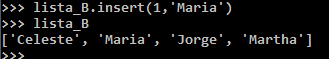 >>> lista_B.insert(1,'Maria')
>>> lista_B
['Celeste', 'Maria', 'Jorge', 'Martha']
>>>